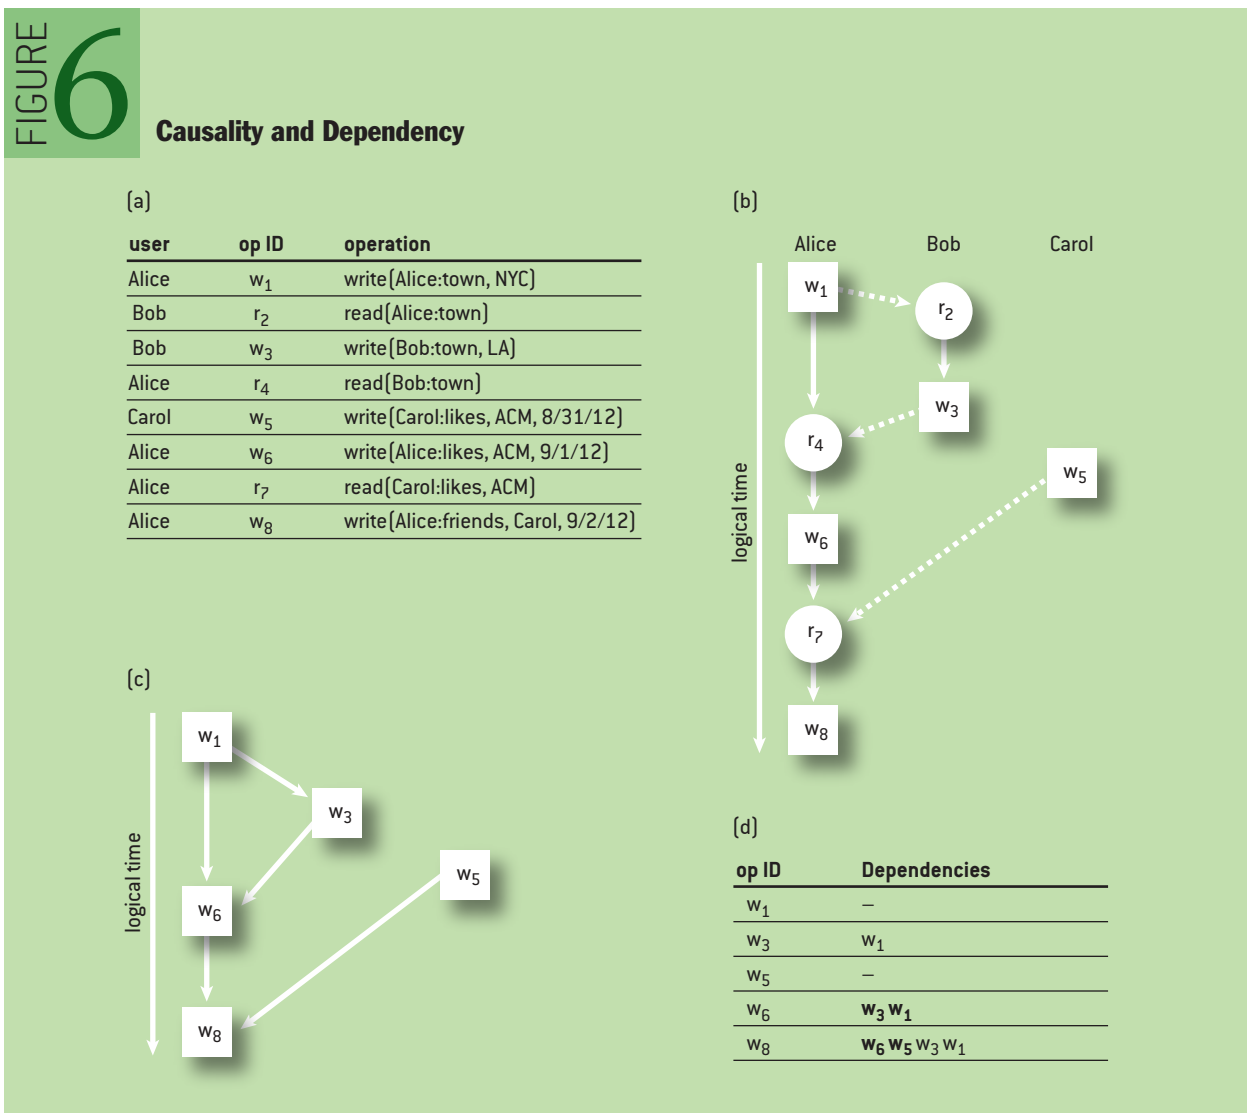 FIGURE 6
Causality and Dependency
(a)
user op ID operation
Alice w1 write(Alice:town, NYC)
Bob r2 read(Alice:town)
Bob w3 write(Bob:town, LA)
Alice r4 read(Bob:town)
Carol w5 write(Carol:likes, ACM, 8/31/12)
Alice w6 write(Alice:likes, ACM, 9/1/12)
Alice r7 read(Carol:likes, ACM)
Alice w8 write(Alice:friends, Carol, 9/2/12)
(b)
Alice Bob Carol
w1
r2
w3
r4
w5
w6
r7
w8
logical time
(c)
w1
w3
w5
w6
w8
logical time
(d)
op ID Dependencies
w1 –
w3 w1
w5 –
w6 w3 w1
w8 w6 w5 w3 w1